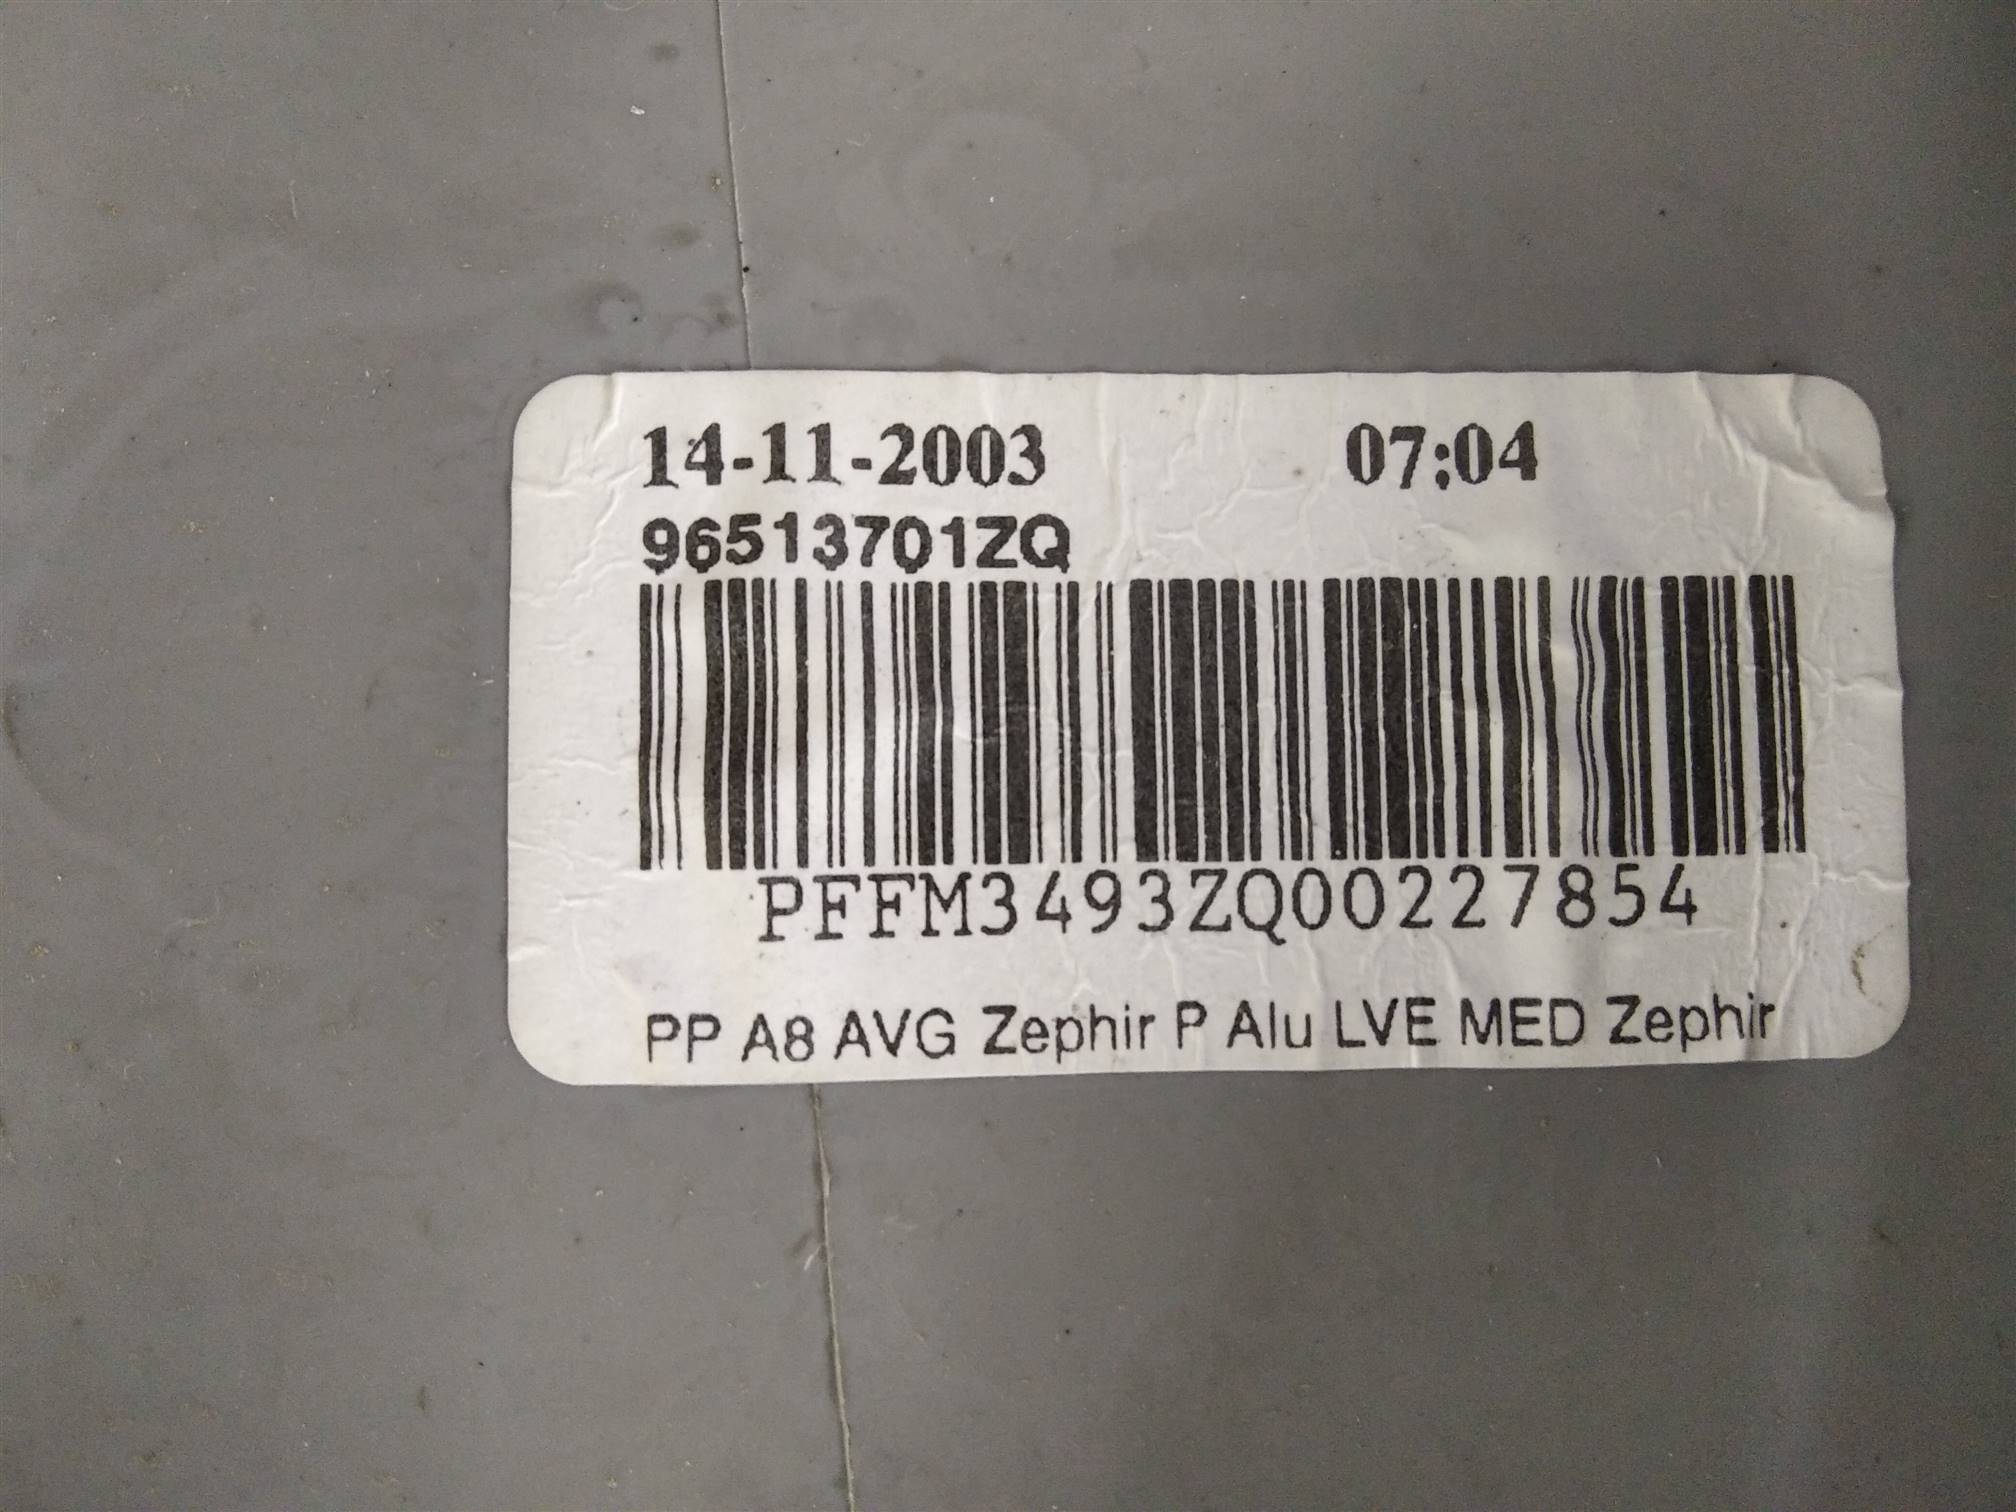 14-11-2003 07:04
96513701ZQ
PFFM3493ZQ00227854
PP A8 AVG Zephir P Alu LVE MED Zephir